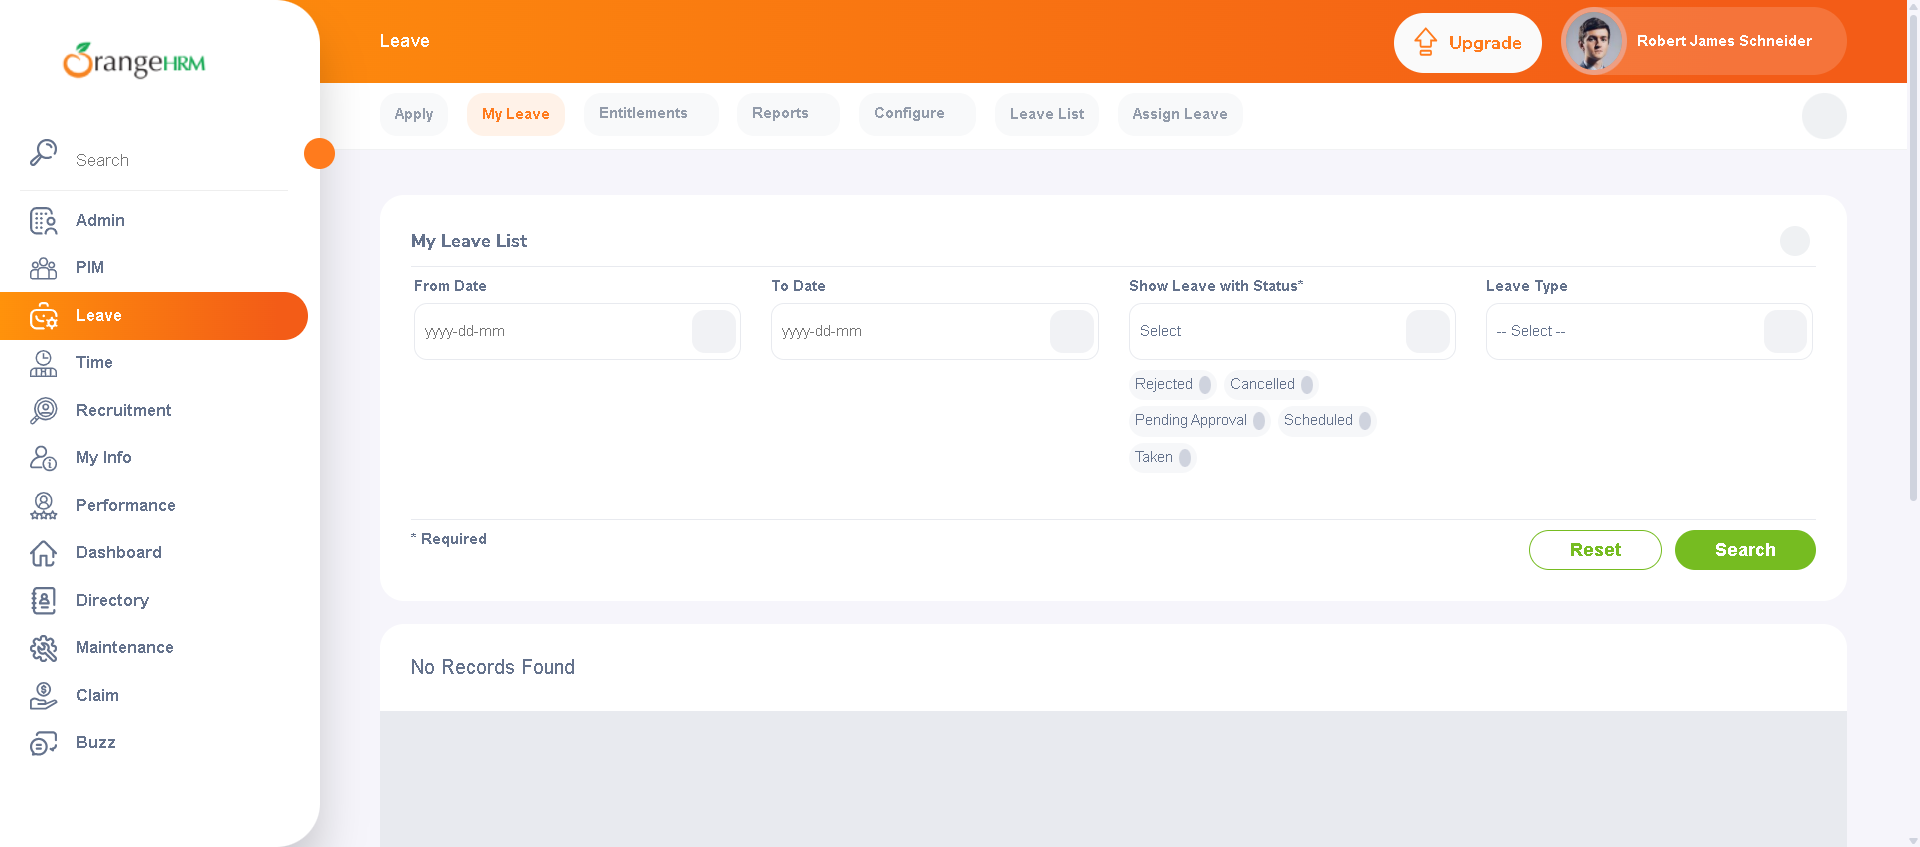 OrangeHRM
Leave
Upgrade
Robert James Schneider
Apply
My Leave
Entitlements
Reports
Configure
Leave List
Assign Leave
Search
Admin
PIM
Leave
Time
Recruitment
My Info
Performance
Dashboard
Directory
Maintenance
Claim
Buzz
My Leave List
From Date
To Date
Show Leave with Status*
Leave Type
yyyy-dd-mm
yyyy-dd-mm
Select
-- Select --
Rejected
Cancelled
Pending Approval
Scheduled
Taken
* Required
Reset
Search
No Records Found